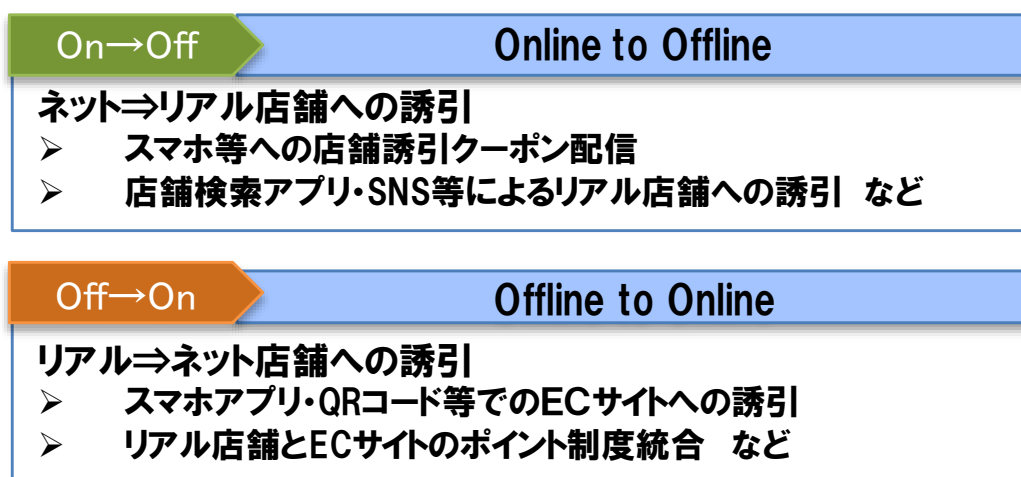 On→Off
Online to Offline
ネット⇒リアル店舗への誘引
➢ スマホ等への店舗誘引クーポン配信
➢ 店舗検索アプリ・SNS等によるリアル店舗への誘引 など
Off→On
Offline to Online
リアル⇒ネット店舗への誘引
➢ スマホアプリ・QRコード等でのECサイトへの誘引
➢ リアル店舗とECサイトのポイント制度統合 など